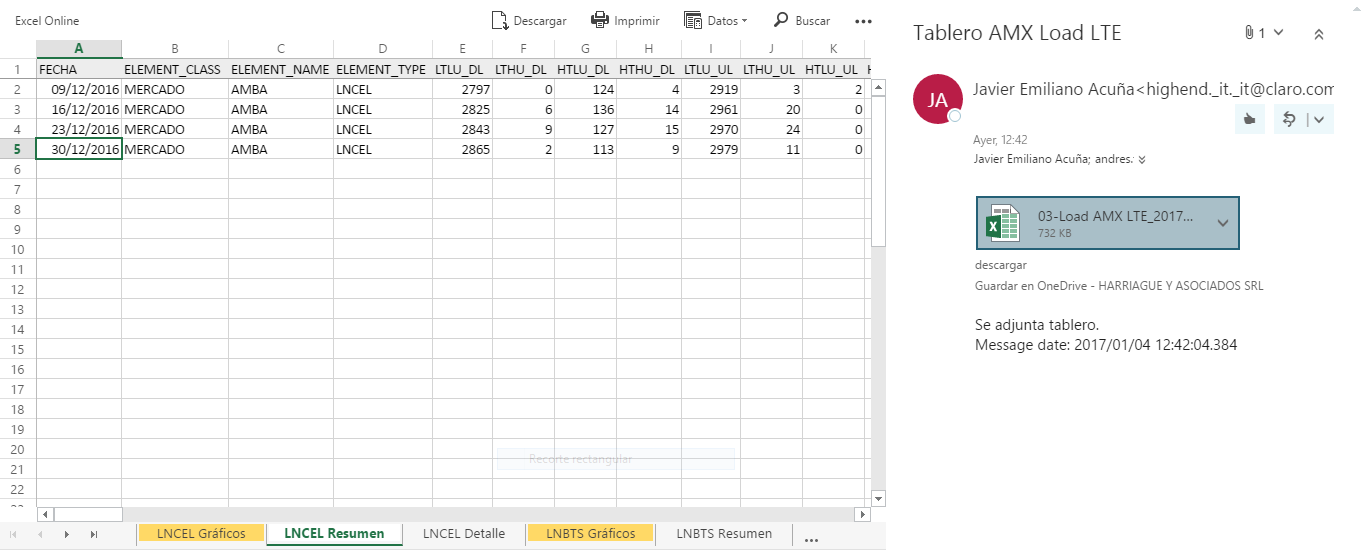 Excel Online
Descargar Imprimir Datos Buscar ...
A B C D E F G H I J K
1 FECHA ELEMENT_CLASS ELEMENT_NAME ELEMENT_TYPE LTLU_DL LTHU_DL HTLU_DL HTHU_DL LTLU_UL LTHU_UL HTLU_UL H
2 09/12/2016 MERCADO AMBA LNCEL 2797 0 124 4 2919 3 2
3 16/12/2016 MERCADO AMBA LNCEL 2825 6 136 14 2961 20 0
4 23/12/2016 MERCADO AMBA LNCEL 2843 9 127 15 2970 24 0
5 30/12/2016 MERCADO AMBA LNCEL 2865 2 113 9 2979 11 0
6
7
8
9
10
11
12
13
14
15
16
17
18
19
20
21
22
23
Recorte rectangular
LNCEL Gráficos LNCEL Resumen LNCEL Detalle LNBTS Gráficos LNBTS Resumen ...
Tablero AMX Load LTE
1
JA
Javier Emiliano Acuña<highend._it._it@claro.com
Ayer, 12:42
Javier Emiliano Acuña; andres.
03-Load AMX LTE_2017...
732 KB
descargar
Guardar en OneDrive - HARRIAGUE Y ASOCIADOS SRL
Se adjunta tablero.
Message date: 2017/01/04 12:42:04.384